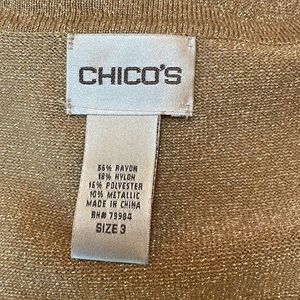 CHICO'S
56% RAYON
18% NYLON
16% POLYESTER
10% METALLIC
MADE IN CHINA
RN# 79984
SIZE 3